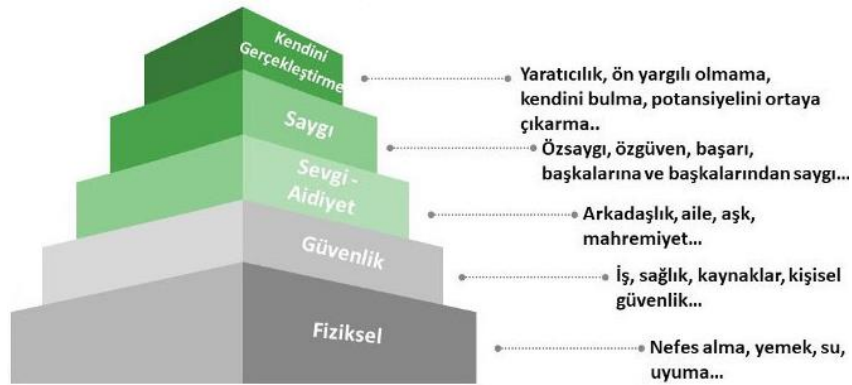 Kendini
Gerçekleştirme
Yaratıcılık, ön yargılı olmama,
kendini bulma, potansiyelini ortaya
çıkarma..
Saygı
Özsaygı, özgüven, başarı,
başkalarına ve başkalarından saygı...
Sevgi -
Aidiyet
Arkadaşlık, aile, aşk,
mahremiyet...
Güvenlik
İş, sağlık, kaynaklar, kişisel
güvenlik...
Fiziksel
Nefes alma, yemek, su,
uyuma...